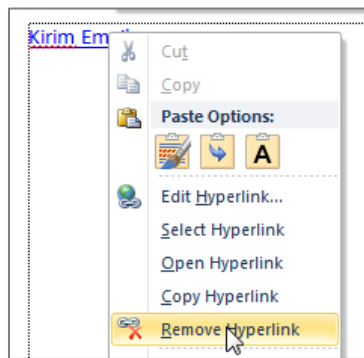 Kirim Em
Cut
Copy
Paste Options:
A
Edit Hyperlink...
Select Hyperlink
Open Hyperlink
Copy Hyperlink
Remove Hyperlink